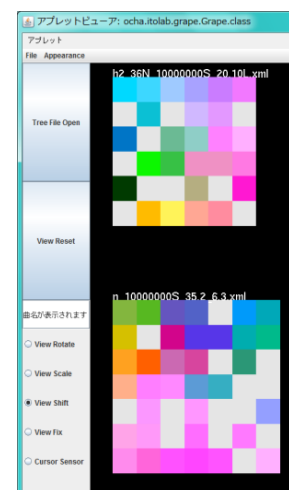 アプレットビューア: ocha.itolab.grape.Grape.class
アプレット
File Appearance
h2_36N_10000000S_20.10L.xml
Tree File Open
View Reset
n_10000000S_35.2_6.3.xml
曲名が表示されます
View Rotate
View Scale
View Shift
View Fix
Cursor Sensor